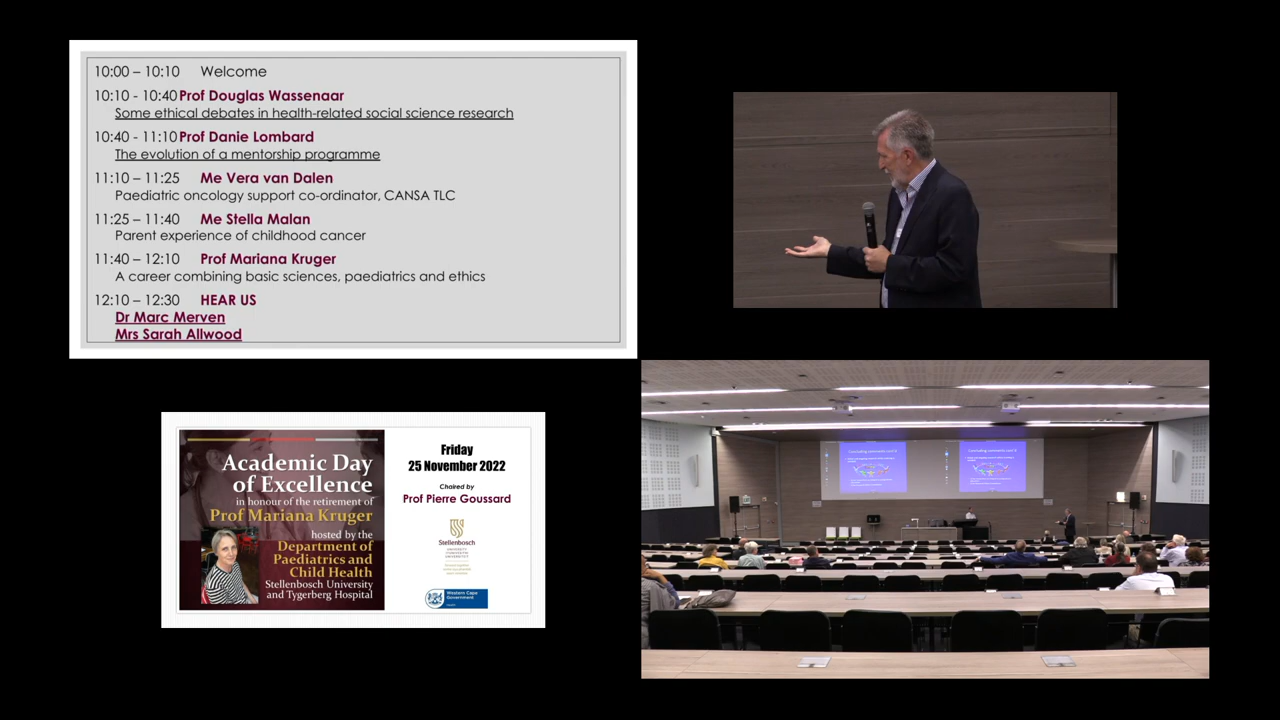 10:00 – 10:10 Welcome
10:10 - 10:40 Prof Douglas Wassenaar
Some ethical debates in health-related social science research
10:40 - 11:10 Prof Danie Lombard
The evolution of a mentorship programme
11:10 – 11:25 Me Vera van Dalen
Paediatric oncology support co-ordinator, CANSA TLC
11:25 – 11:40 Me Stella Malan
Parent experience of childhood cancer
11:40 – 12:10 Prof Mariana Kruger
A career combining basic sciences, paediatrics and ethics
12:10 – 12:30 HEAR US
Dr Marc Merven
Mrs Sarah Allwood
Academic Day
of Excellence
in honour of the retirement of
Prof Mariana Kruger
hosted by the
Department of
Paediatrics and
Child Health
Stellenbosch University
and Tygerberg Hospital
Friday
25 November 2022
Chaired by
Prof Pierre Goussard
Stellenbosch
UNIVERSITY
IYUNIVESITHI
UNIVERSITEIT
Western Cape
Government